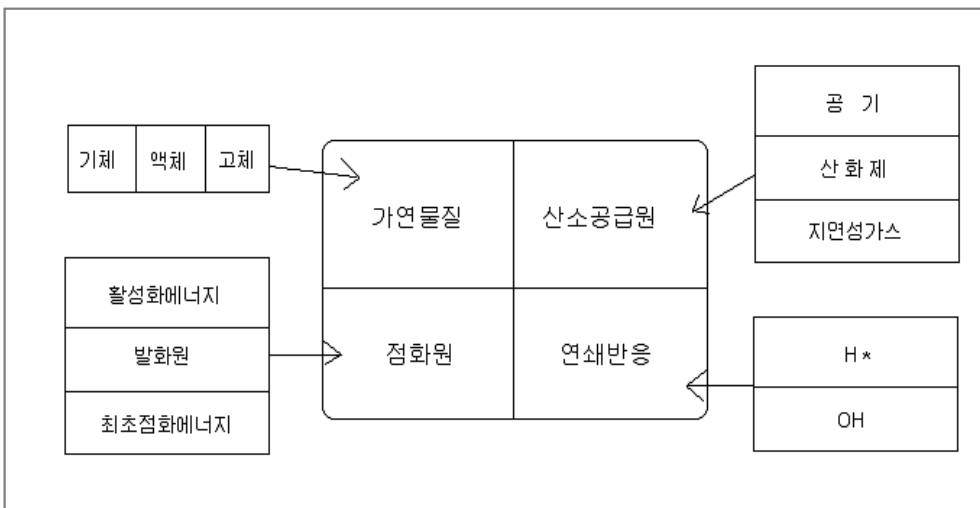 공 기
기체 액체 고체
산 화 제
가연물질 산소공급원
지연성가스
활성화에너지
발화원
점화원 연쇄반응
H *
최초점화에너지
OH